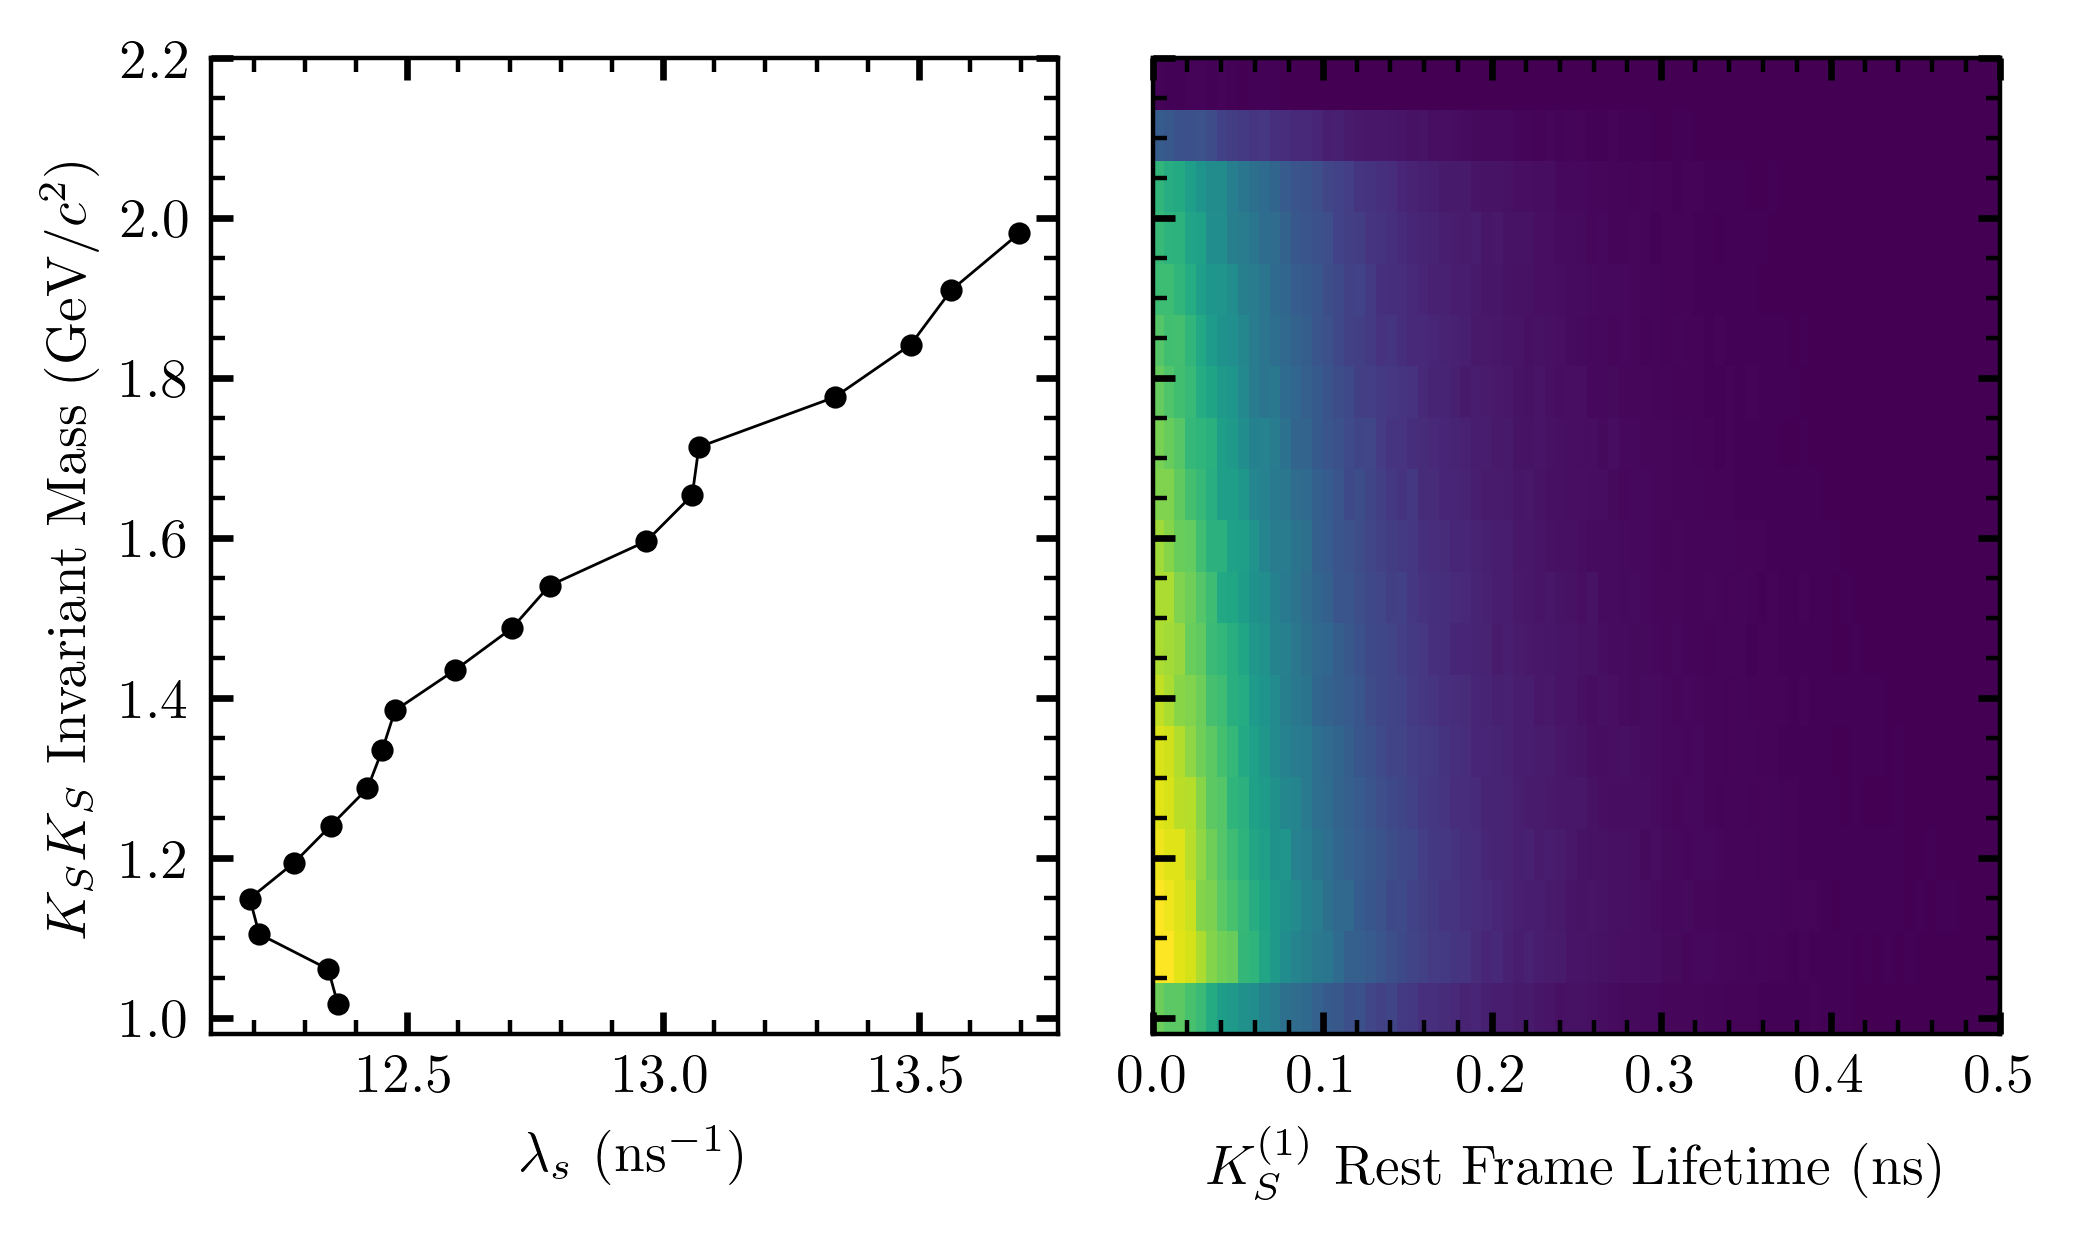 K_S K_S Invariant Mass (GeV/c²)
2.2
2.0
1.8
1.6
1.4
1.2
1.0
12.5 13.0 13.5
λ_s (ns⁻¹)
0.0 0.1 0.2 0.3 0.4 0.5
K_S^(1) Rest Frame Lifetime (ns)